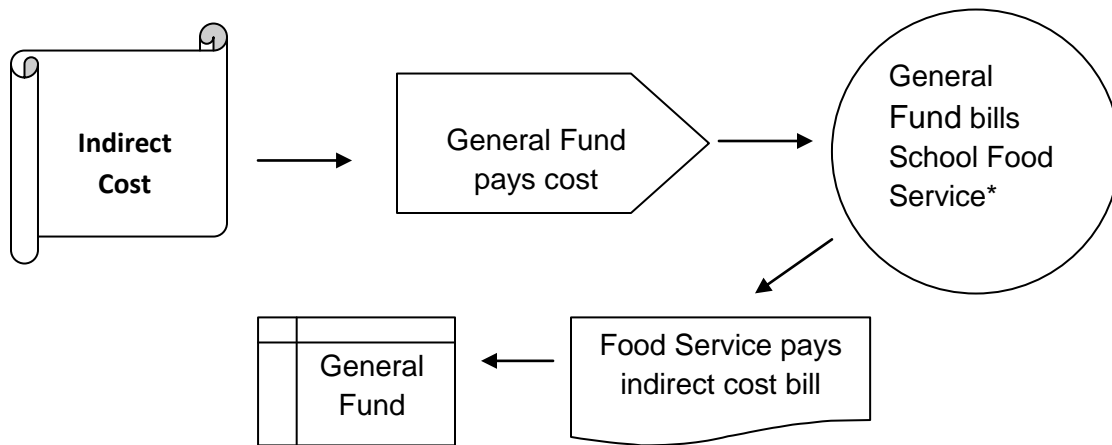 Indirect
Cost
General Fund
pays cost
General
Fund bills
School Food
Service*
Food Service pays
indirect cost bill
General
Fund